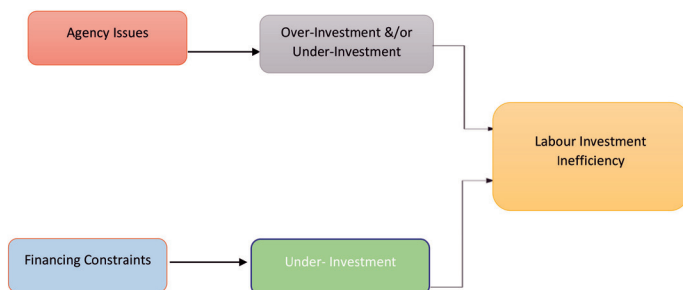 Agency Issues
Over-Investment &/or
Under-Investment
Labour Investment
Inefficiency
Financing Constraints
Under- Investment